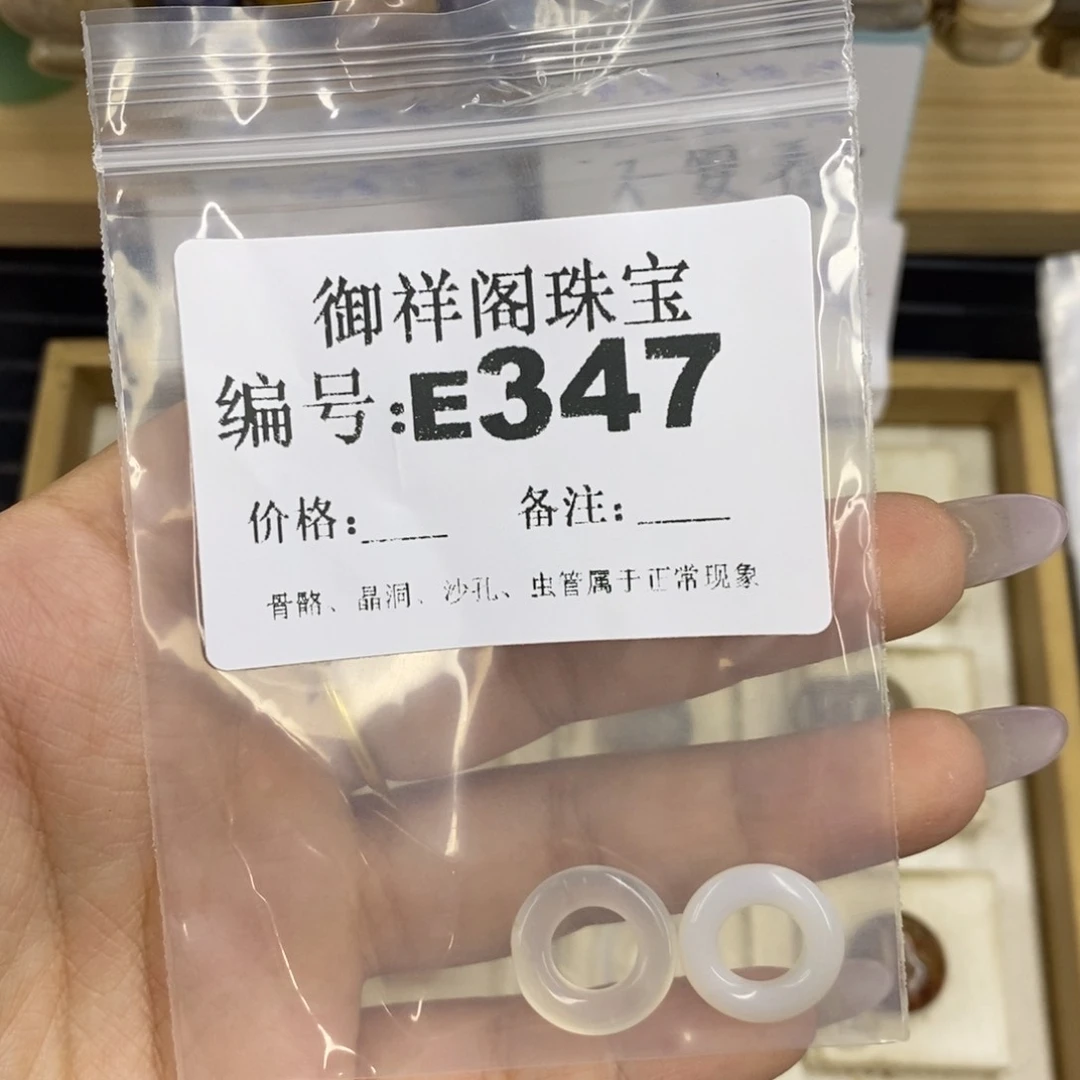 御祥阁珠宝
编号:E347
价格:____ 备注:____
骨骼、晶洞、沙孔、虫管属于正常现象